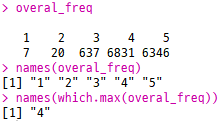 > overal_freq
1 2 3 4 5
7 20 637 6831 6346
> names(overal_freq)
[1] "1" "2" "3" "4" "5"
> names(which.max(overal_freq))
[1] "4"